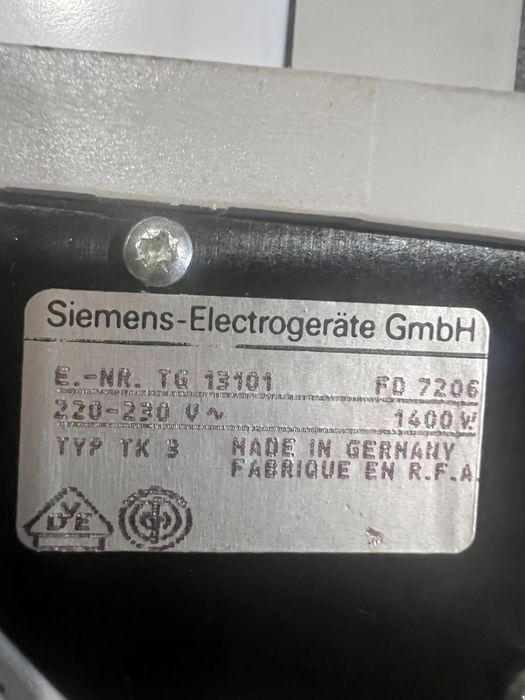 Siemens-Electrogeräte GmbH
E.-NR. TG 13101 FD 7206
220-230 V~ 1400W
TYP TK 3 MADE IN GERMANY
FABRIQUE EN R.F.A.
VDE